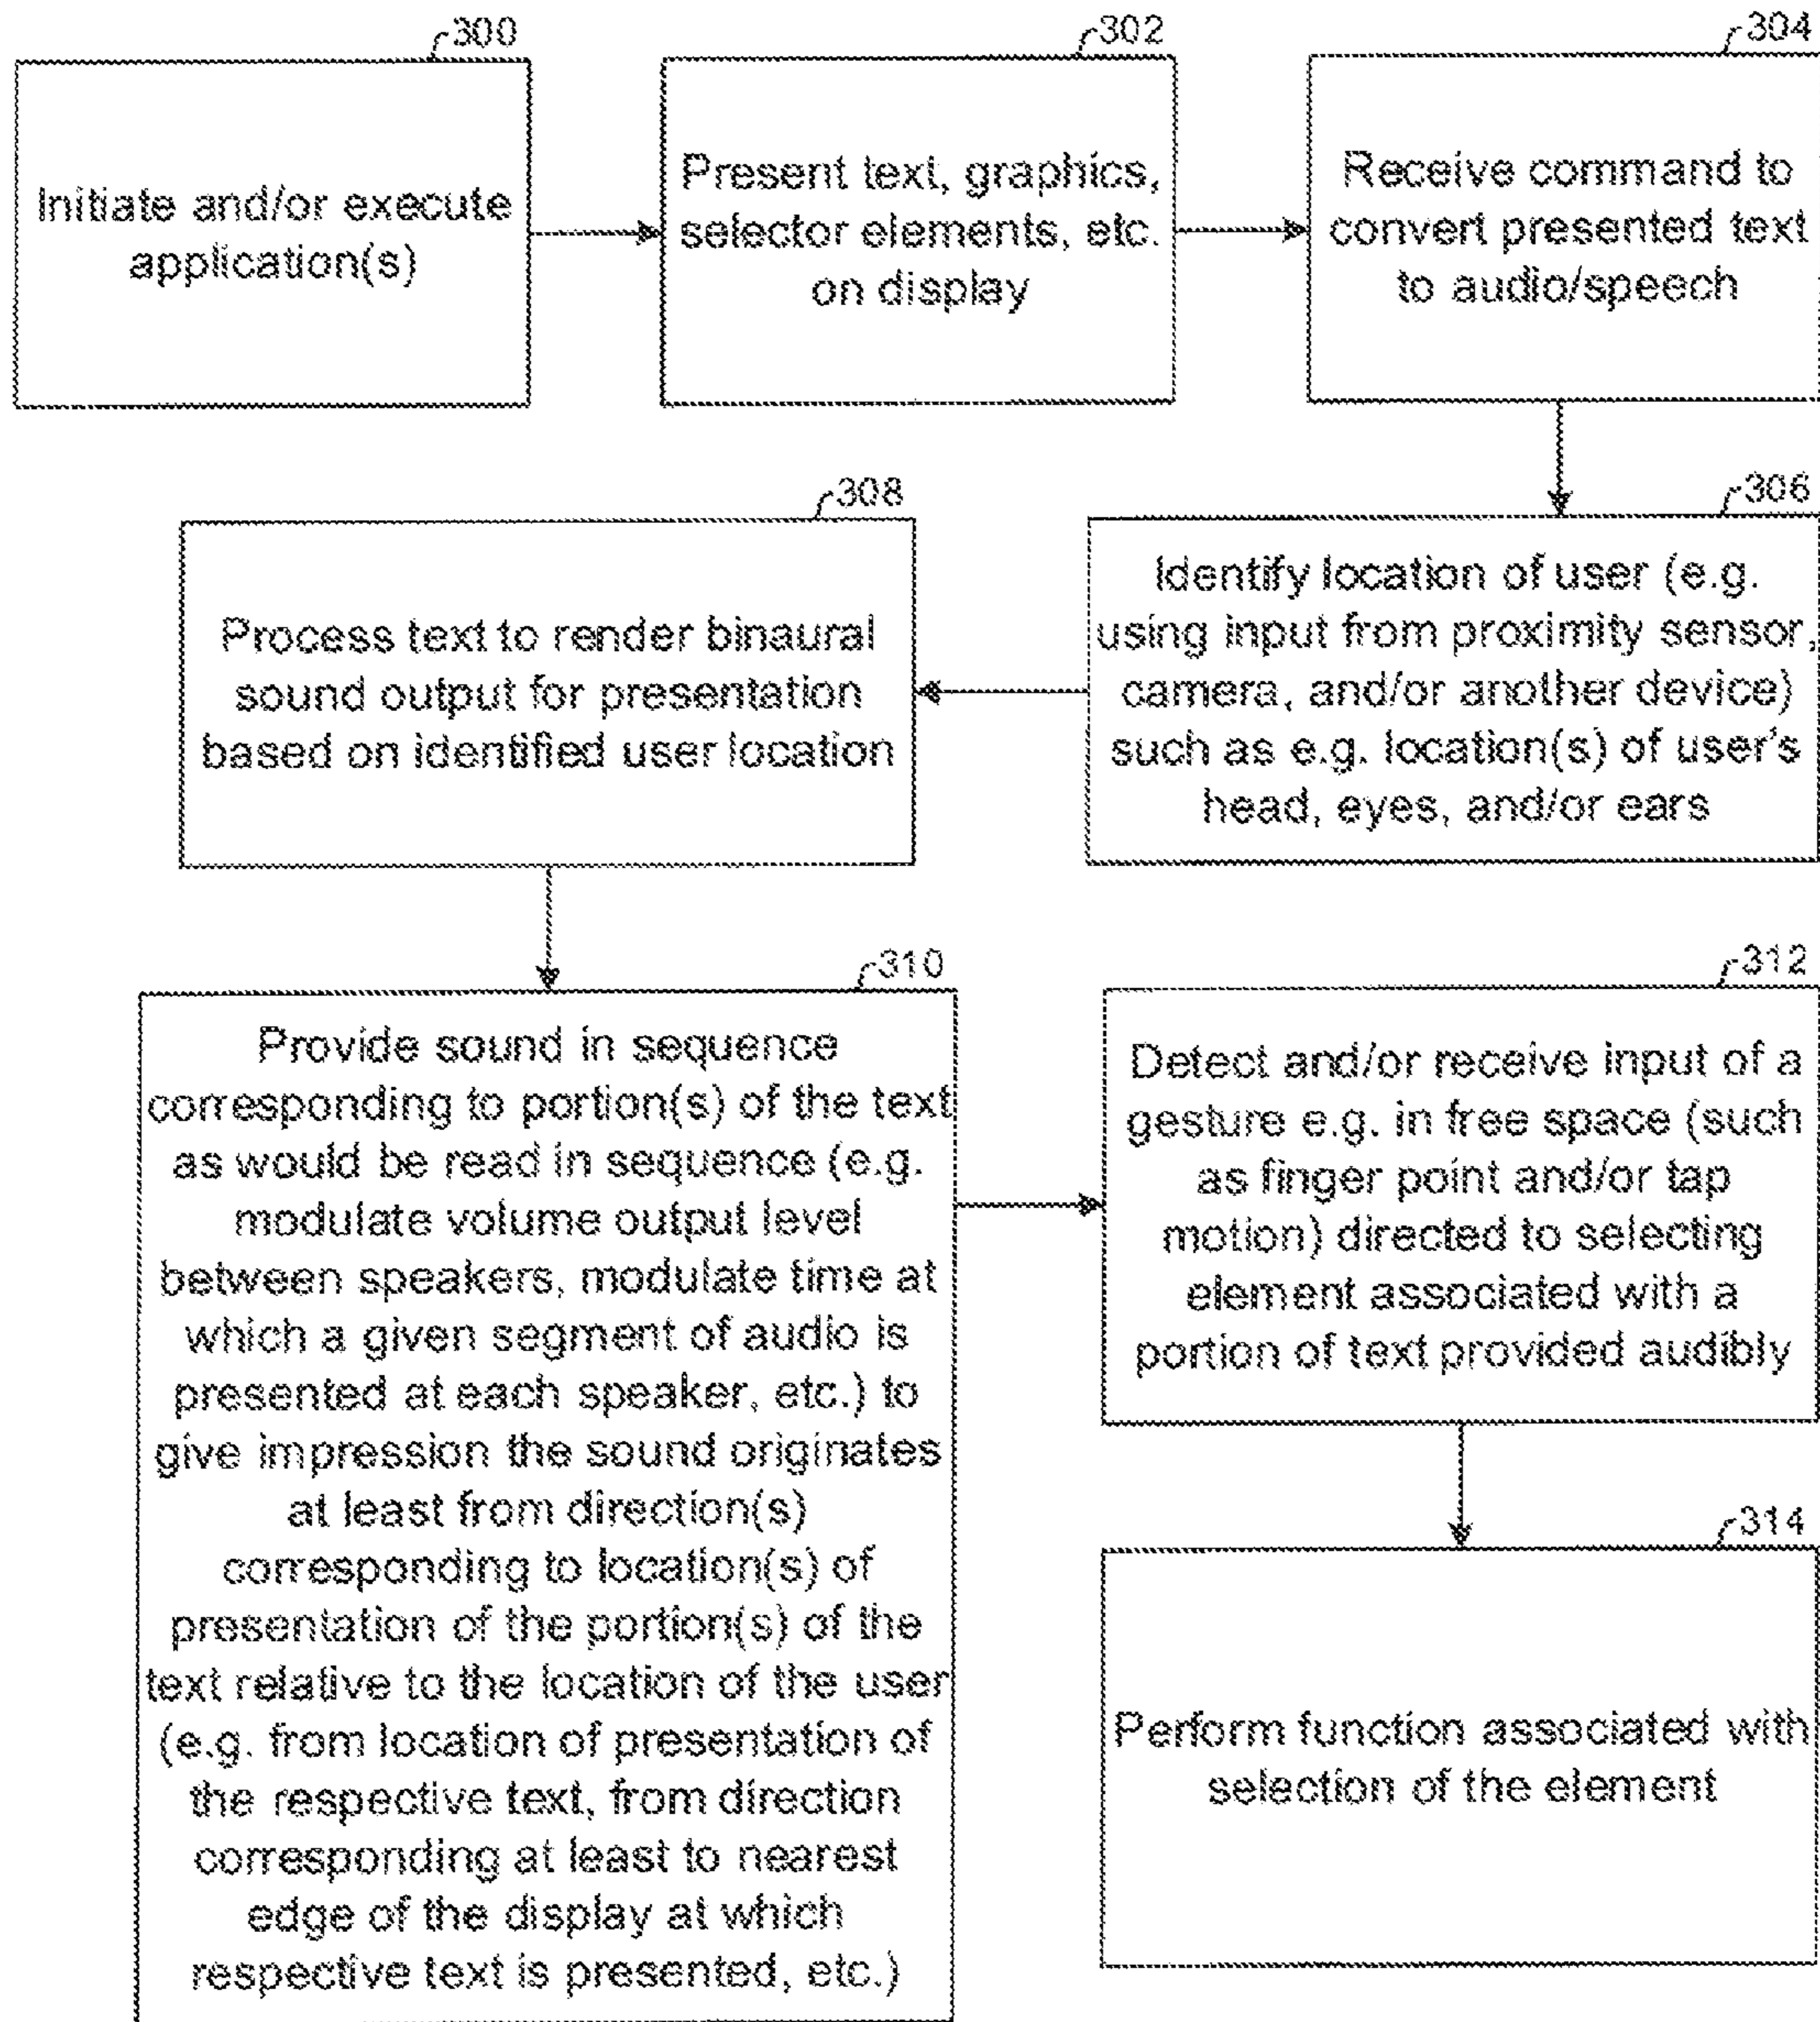 300
Initiate and/or execute
application(s)
302
Present text, graphics,
selector elements, etc.
on display
304
Receive command to
convert presented text
to audio/speech
306
Identify location of user (e.g.
using input from proximity sensor,
camera, and/or another device)
such as e.g. location(s) of user's
head, eyes, and/or ears
308
Process text to render binaural
sound output for presentation
based on identified user location
310
Provide sound in sequence
corresponding to portion(s) of the text
as would be read in sequence (e.g.
modulate volume output level
between speakers, modulate time at
which a given segment of audio is
presented at each speaker, etc.) to
give impression the sound originates
at least from direction(s)
corresponding to location(s) of
presentation of the portion(s) of the
text relative to the location of the user
(e.g. from location of presentation of
the respective text, from direction
corresponding at least to nearest
edge of the display at which
respective text is presented, etc.)
312
Detect and/or receive input of a
gesture e.g. in free space (such
as finger point and/or tap
motion) directed to selecting
element associated with a
portion of text provided audibly
314
Perform function associated with
selection of the element